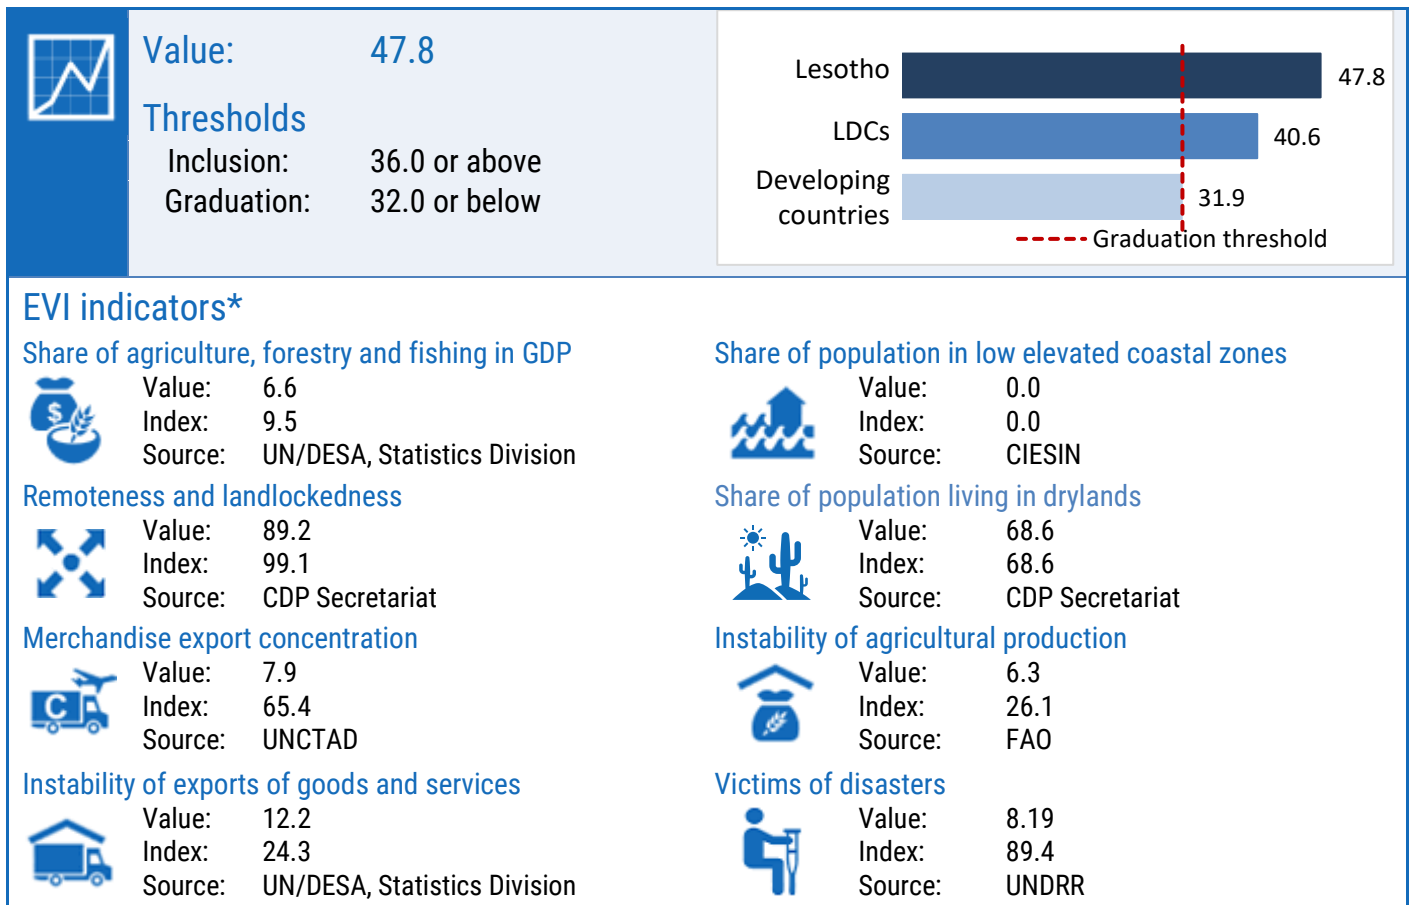 Value: 47.8
Thresholds
Inclusion: 36.0 or above
Graduation: 32.0 or below
Lesotho 47.8
LDCs 40.6
Developing
countries 31.9
Graduation threshold
EVI indicators*
Share of agriculture, forestry and fishing in GDP
$
Value: 6.6
Index: 9.5
Source: UN/DESA, Statistics Division
Share of population in low elevated coastal zones
Value: 0.0
Index: 0.0
Source: CIESIN
Remoteness and landlockedness
Value: 89.2
Index: 99.1
Source: CDP Secretariat
Share of population living in drylands
Value: 68.6
Index: 68.6
Source: CDP Secretariat
Merchandise export concentration
C
Value: 7.9
Index: 65.4
Source: UNCTAD
Instability of agricultural production
Value: 6.3
Index: 26.1
Source: FAO
Instability of exports of goods and services
Value: 12.2
Index: 24.3
Source: UN/DESA, Statistics Division
Victims of disasters
Value: 8.19
Index: 89.4
Source: UNDRR